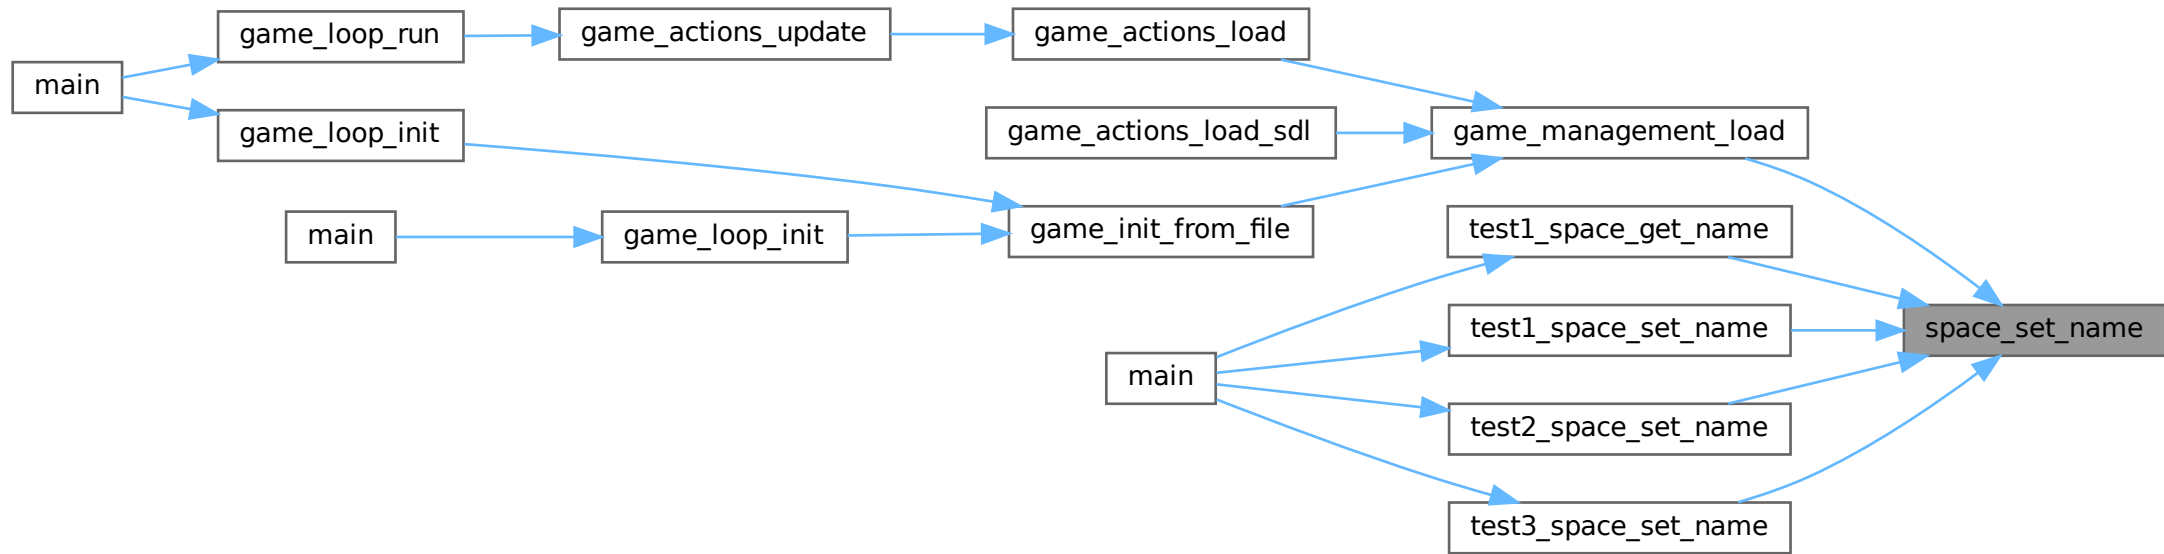 game_loop_run
game_actions_update
game_actions_load
main
game_loop_init
game_actions_load_sdl
game_management_load
main
game_loop_init
game_init_from_file
test1_space_get_name
test1_space_set_name
space_set_name
main
test2_space_set_name
test3_space_set_name